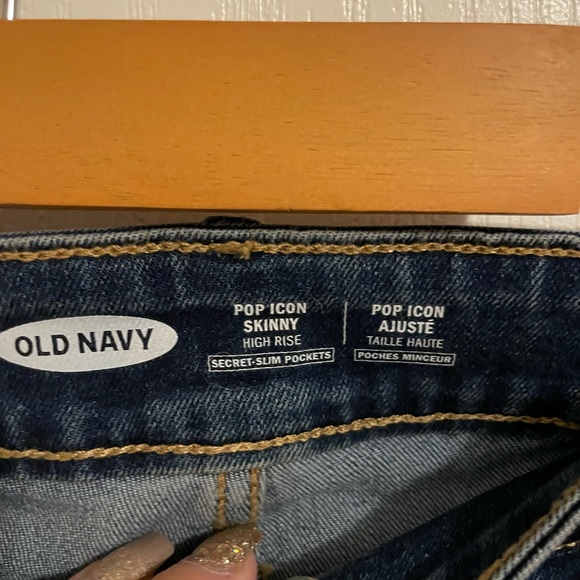 OLD NAVY
POP ICON
SKINNY
HIGH RISE
SECRET-SLIM POCKETS
POP ICON
AJUSTÉ
TAILLE HAUTE
POCHES MINCEUR